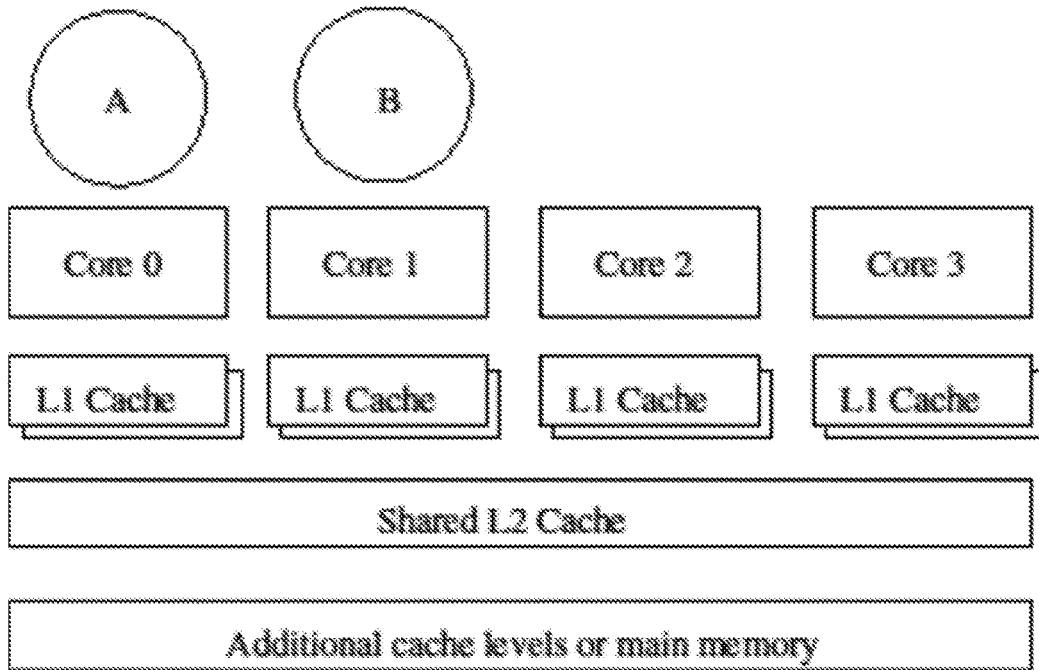 A B
Core 0 Core 1 Core 2 Core 3
L1 Cache L1 Cache L1 Cache L1 Cache
Shared L2 Cache
Additional cache levels or main memory